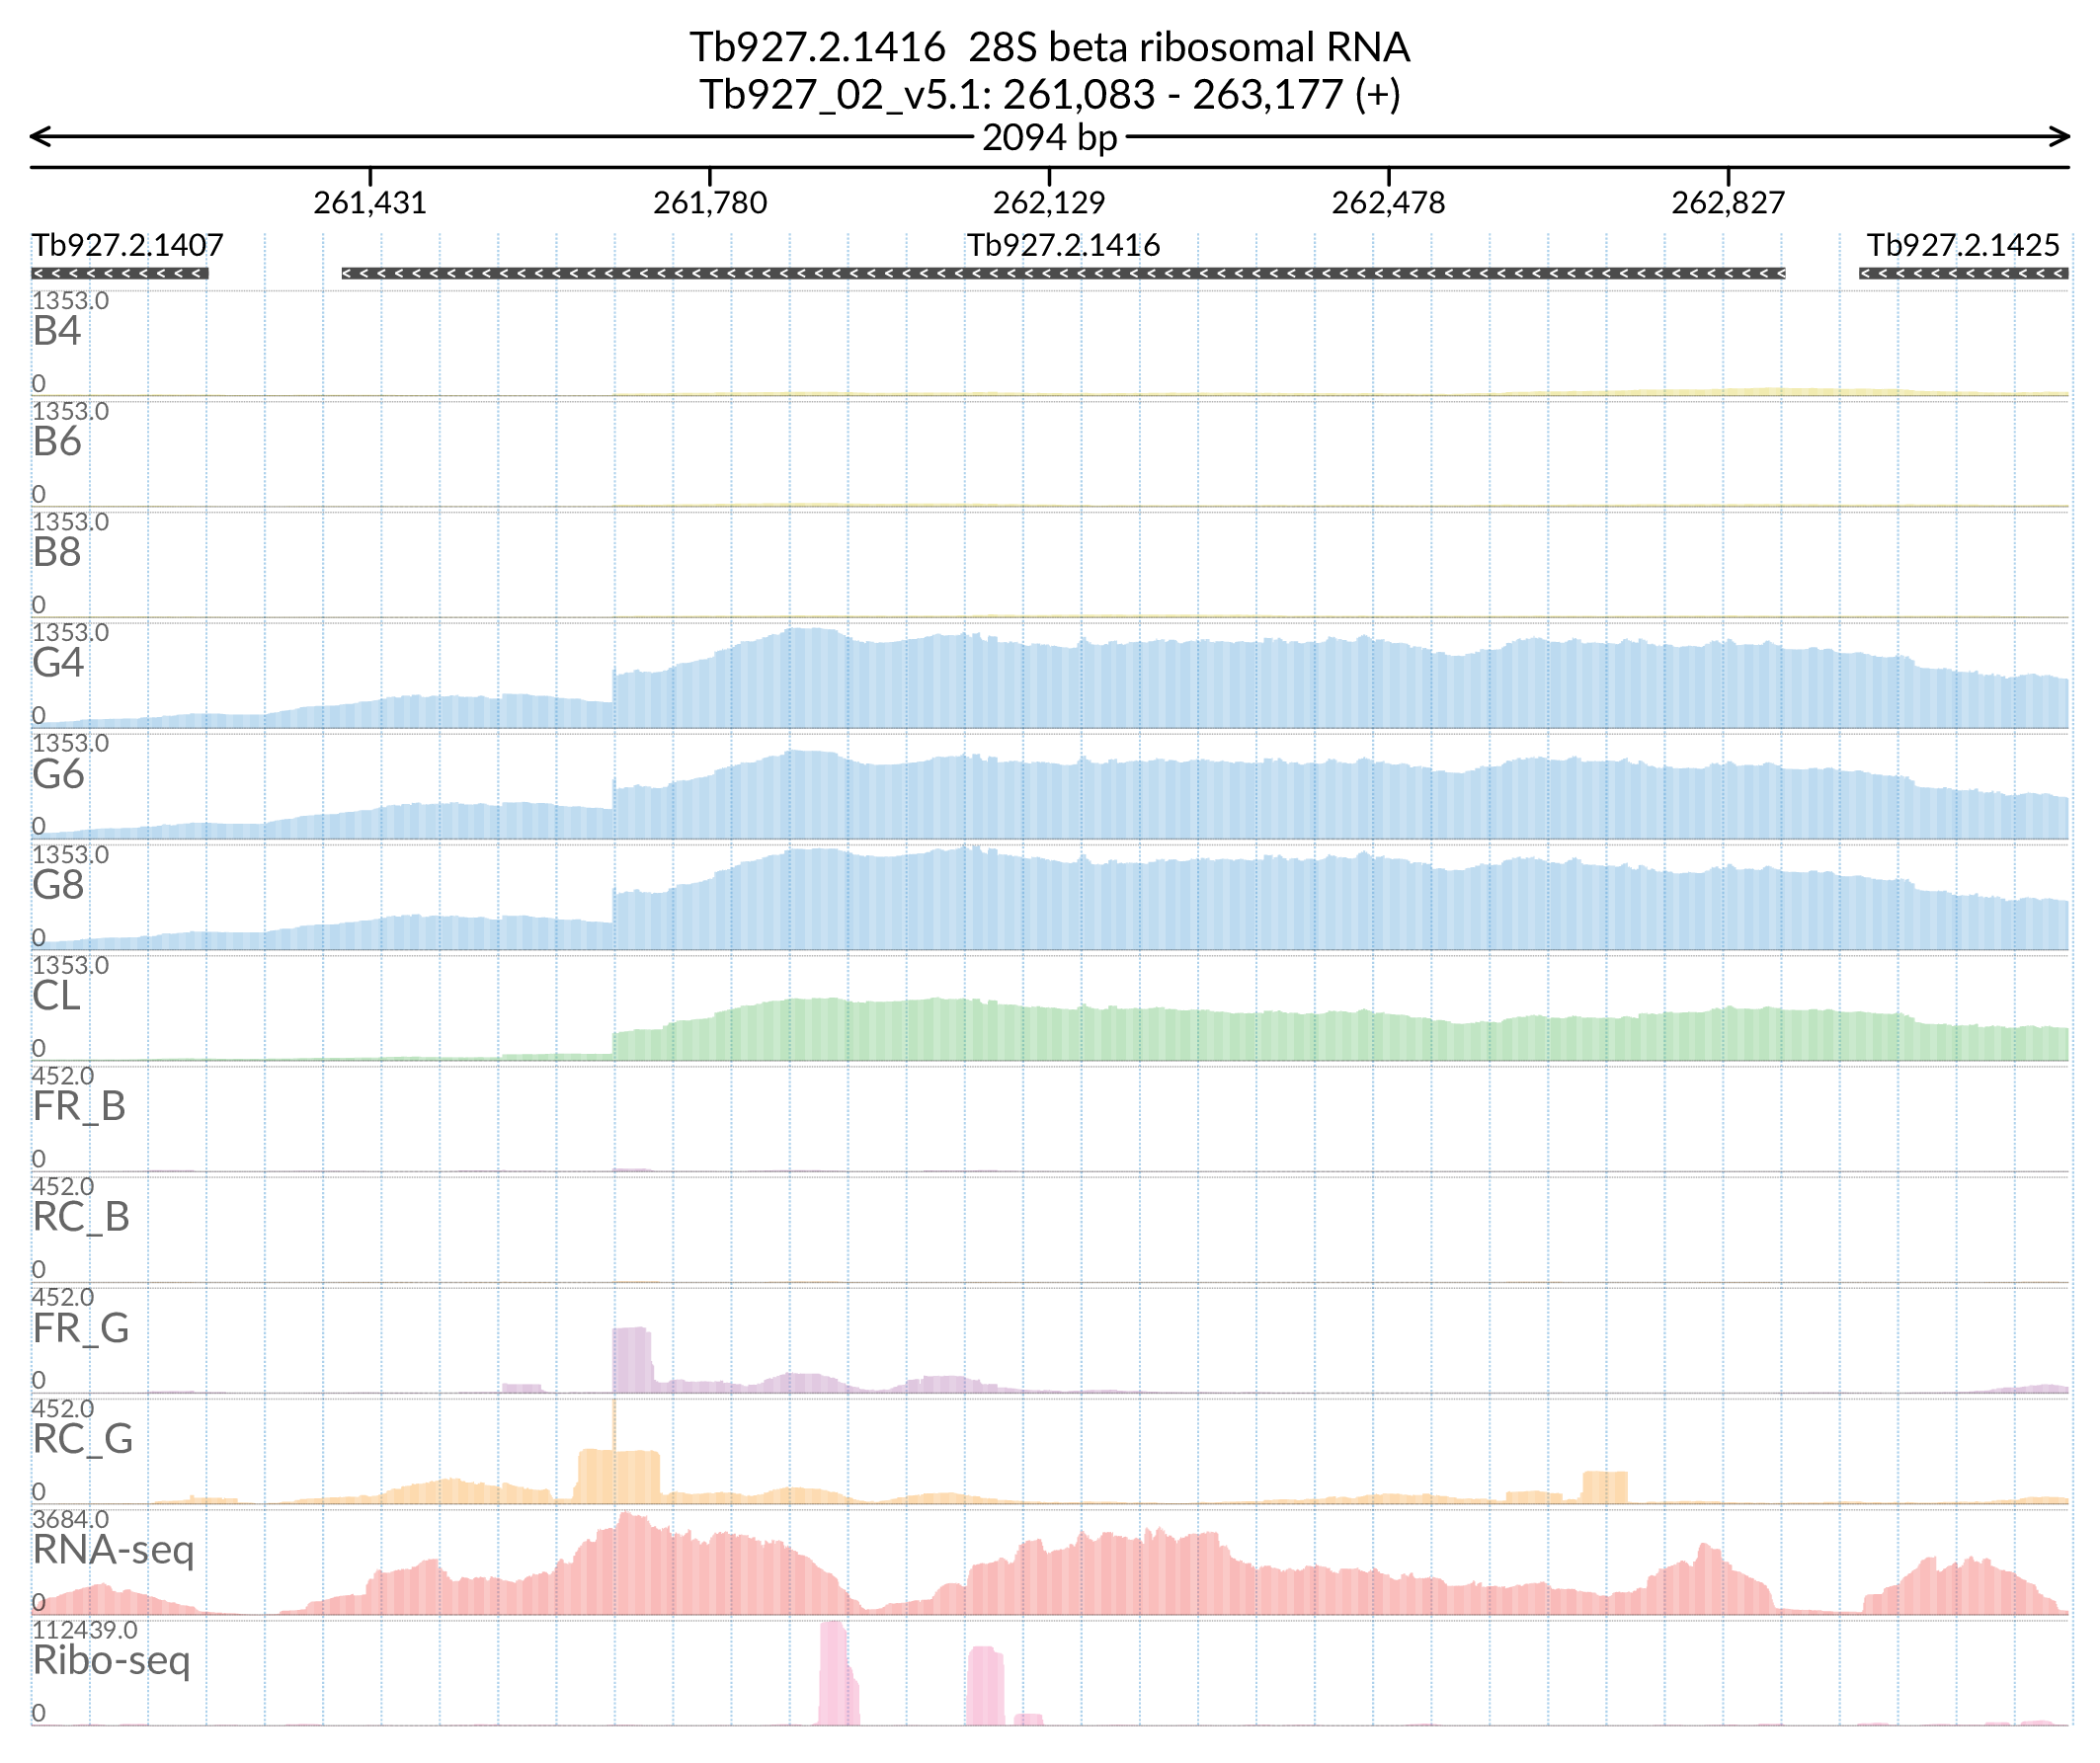 Tb927.2.1416  28S beta ribosomal RNA
Tb927_02_v5.1: 261,083 - 263,177 (+)
2094 bp
261,431 261,780 262,129 262,478 262,827
Tb927.2.1407 Tb927.2.1416 Tb927.2.1425
1353.0
B4
0
1353.0
B6
0
1353.0
B8
0
1353.0
G4
0
1353.0
G6
0
1353.0
G8
0
1353.0
CL
0
452.0
FR_B
0
452.0
RC_B
0
452.0
FR_G
0
452.0
RC_G
0
3684.0
RNA-seq
0
112439.0
Ribo-seq
0